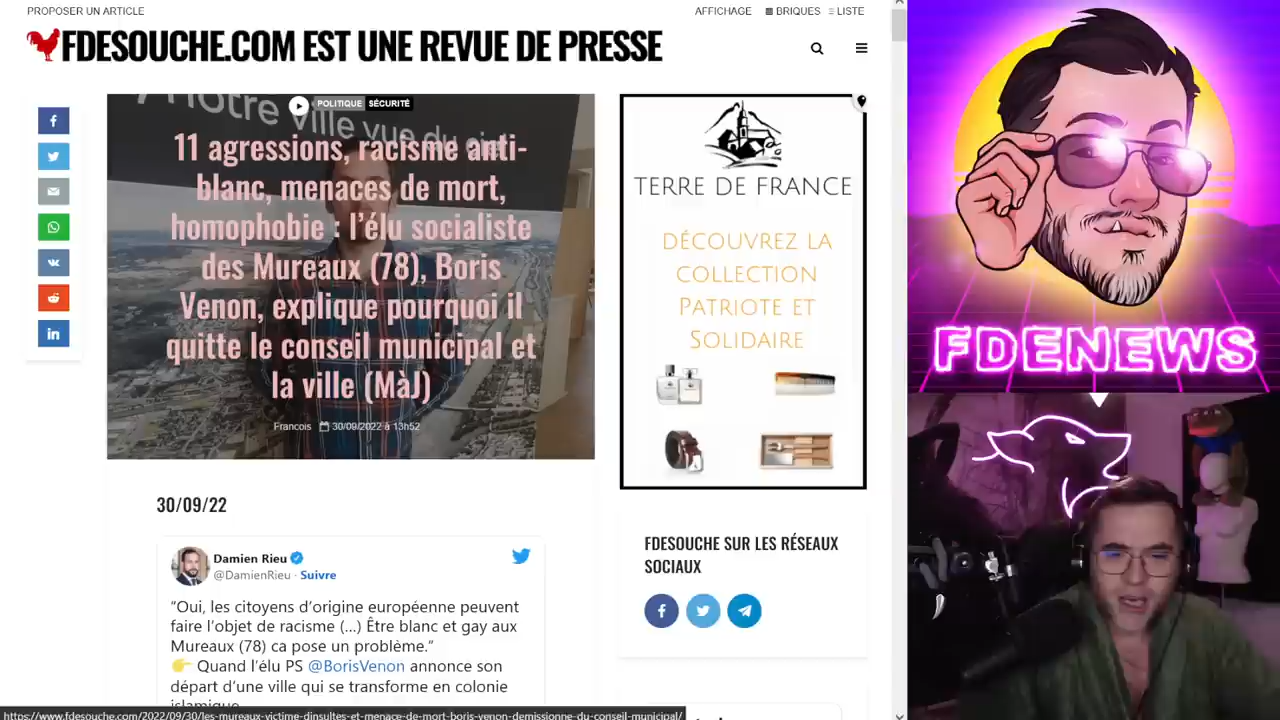 PROPOSER UN ARTICLE
AFFICHAGE
BRIQUES
LISTE
FDESOUCHE.COM EST UNE REVUE DE PRESSE
notre ville vue du ciel
POLITIQUE SÉCURITÉ
11 agressions, racisme anti-
blanc, menaces de mort,
homophobie : l’élu socialiste
des Mureaux (78), Boris
Venon, explique pourquoi il
quitte le conseil municipal et
la ville (MàJ)
Francois 30/09/2022 à 13h52
TERRE DE FRANCE
DÉCOUVREZ LA
COLLECTION
PATRIOTE ET
SOLIDAIRE
FDENEWS
30/09/22
Damien Rieu
@DamienRieu · Suivre
“Oui, les citoyens d’origine européenne peuvent
faire l’objet de racisme (...) Être blanc et gay aux
Mureaux (78) ca pose un problème.”
👉 Quand l’élu PS @BorisVenon annonce son
départ d’une ville qui se transforme en colonie
islamique
FDESOUCHE SUR LES RÉSEAUX
SOCIAUX
https://www.fdesouche.com/2022/09/30/les-mureaux-victime-dinsultes-et-menace-de-mort-boris-venon-demissionne-du-conseil-municipal/